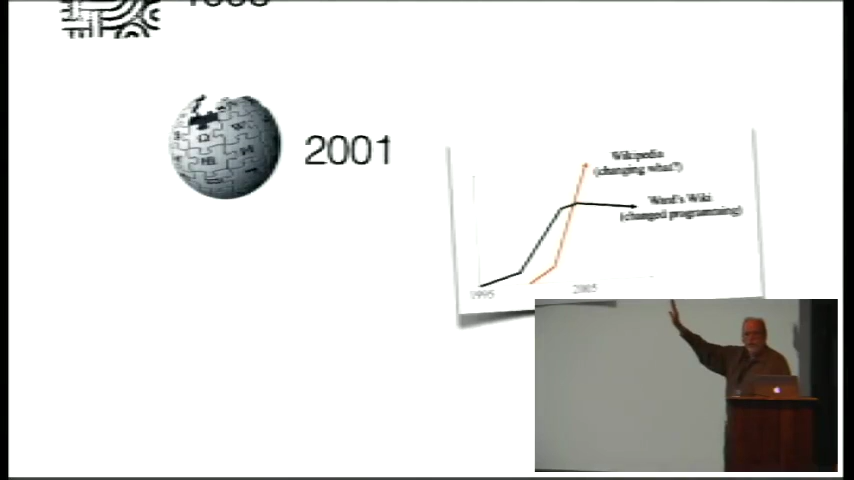 2001
Wikipedia
(changing what?)
Ward's Wiki
(changed programming)
1995
2005